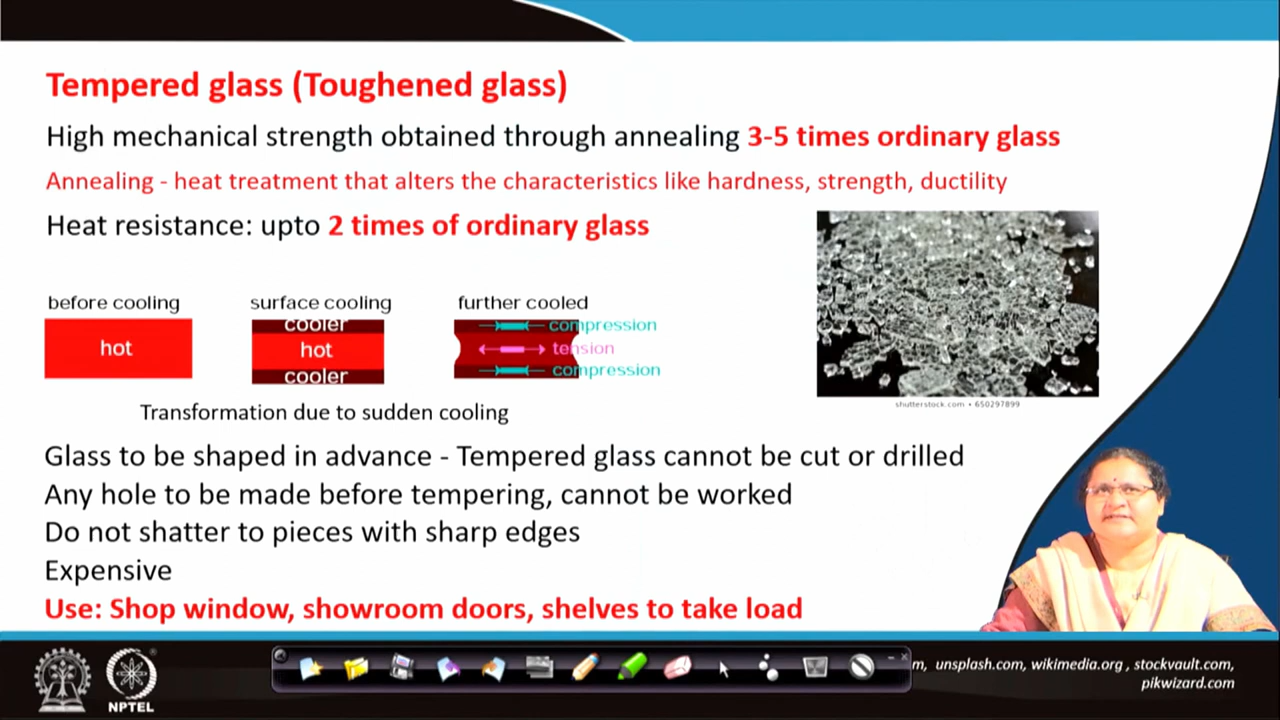 Tempered glass (Toughened glass)
High mechanical strength obtained through annealing 3-5 times ordinary glass
Annealing - heat treatment that alters the characteristics like hardness, strength, ductility
Heat resistance: upto 2 times of ordinary glass
before cooling
surface cooling
further cooled
hot
cooler
hot
cooler
compression
tension
compression
shutterstock.com • 650297899
Transformation due to sudden cooling
Glass to be shaped in advance - Tempered glass cannot be cut or drilled
Any hole to be made before tempering, cannot be worked
Do not shatter to pieces with sharp edges
Expensive
Use: Shop window, showroom doors, shelves to take load
m, unsplash.com, wikimedia.org , stockvault.com,
pikwizard.com
NPTEL